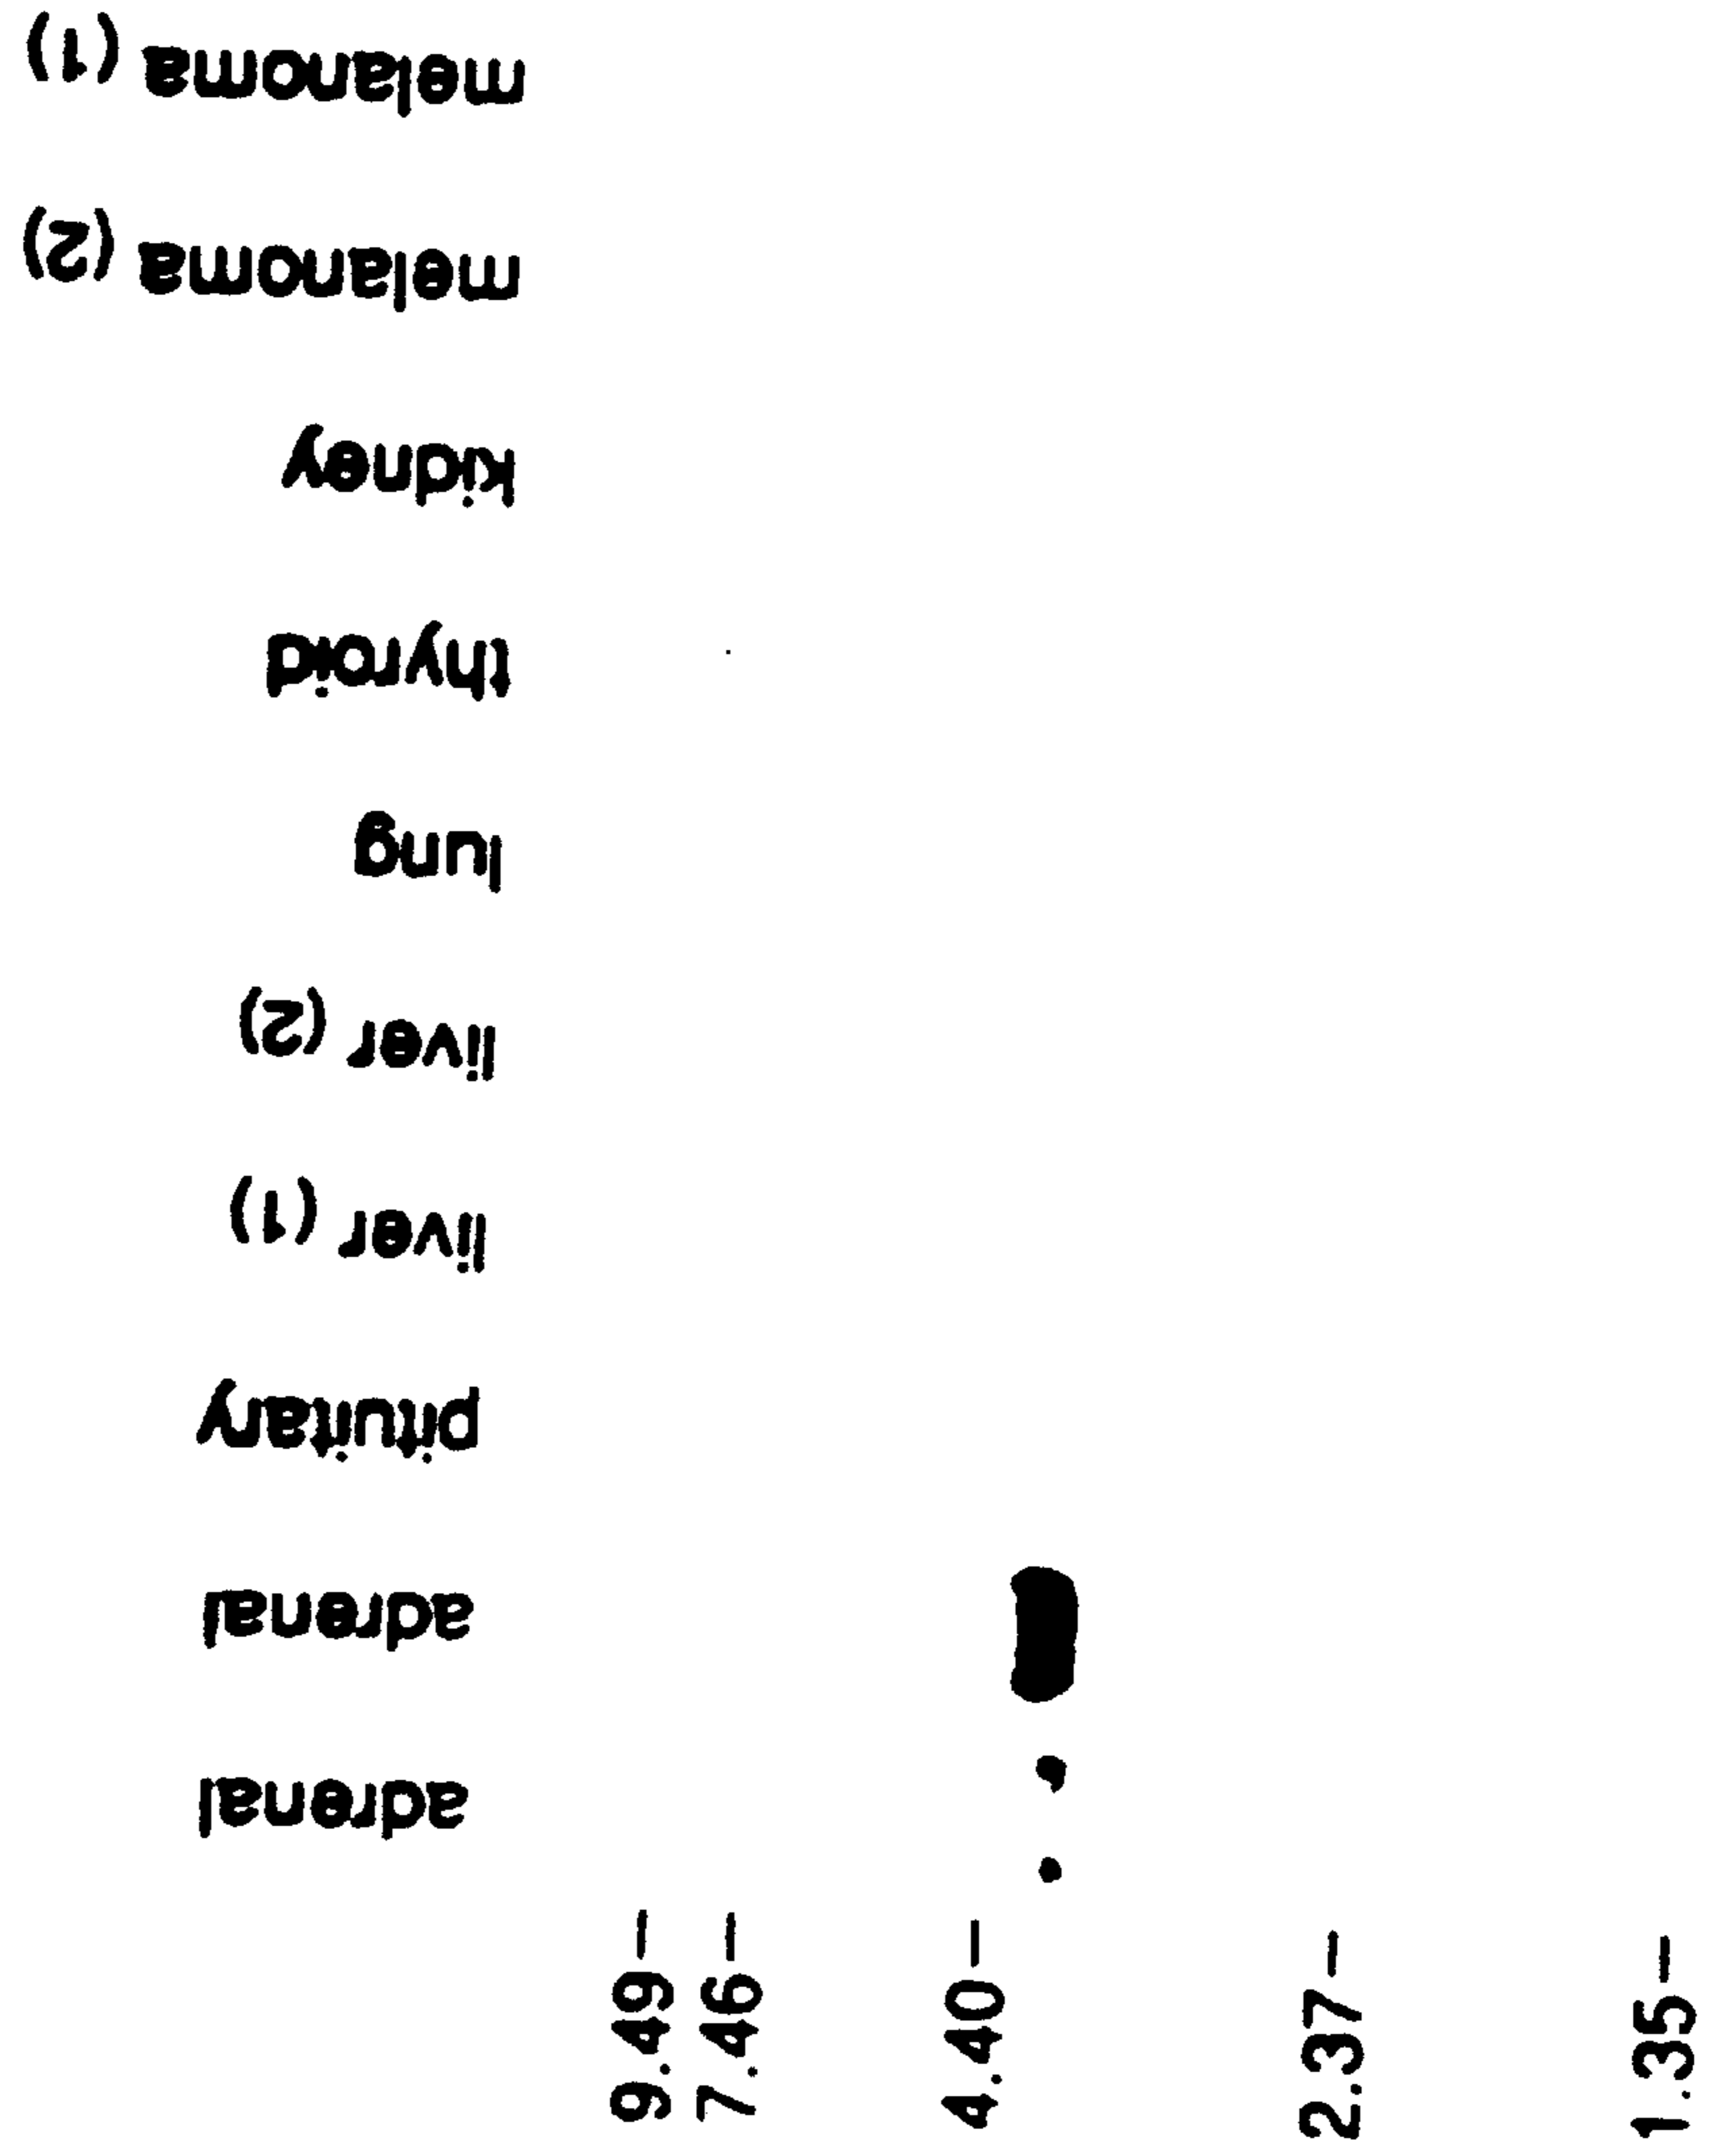 melanoma (1)
melanoma (2)
kidney
thyroid
lung
liver (2)
liver (1)
pituitary
adrenal
adrenal
9.49
7.46
4.40
2.37
1.35